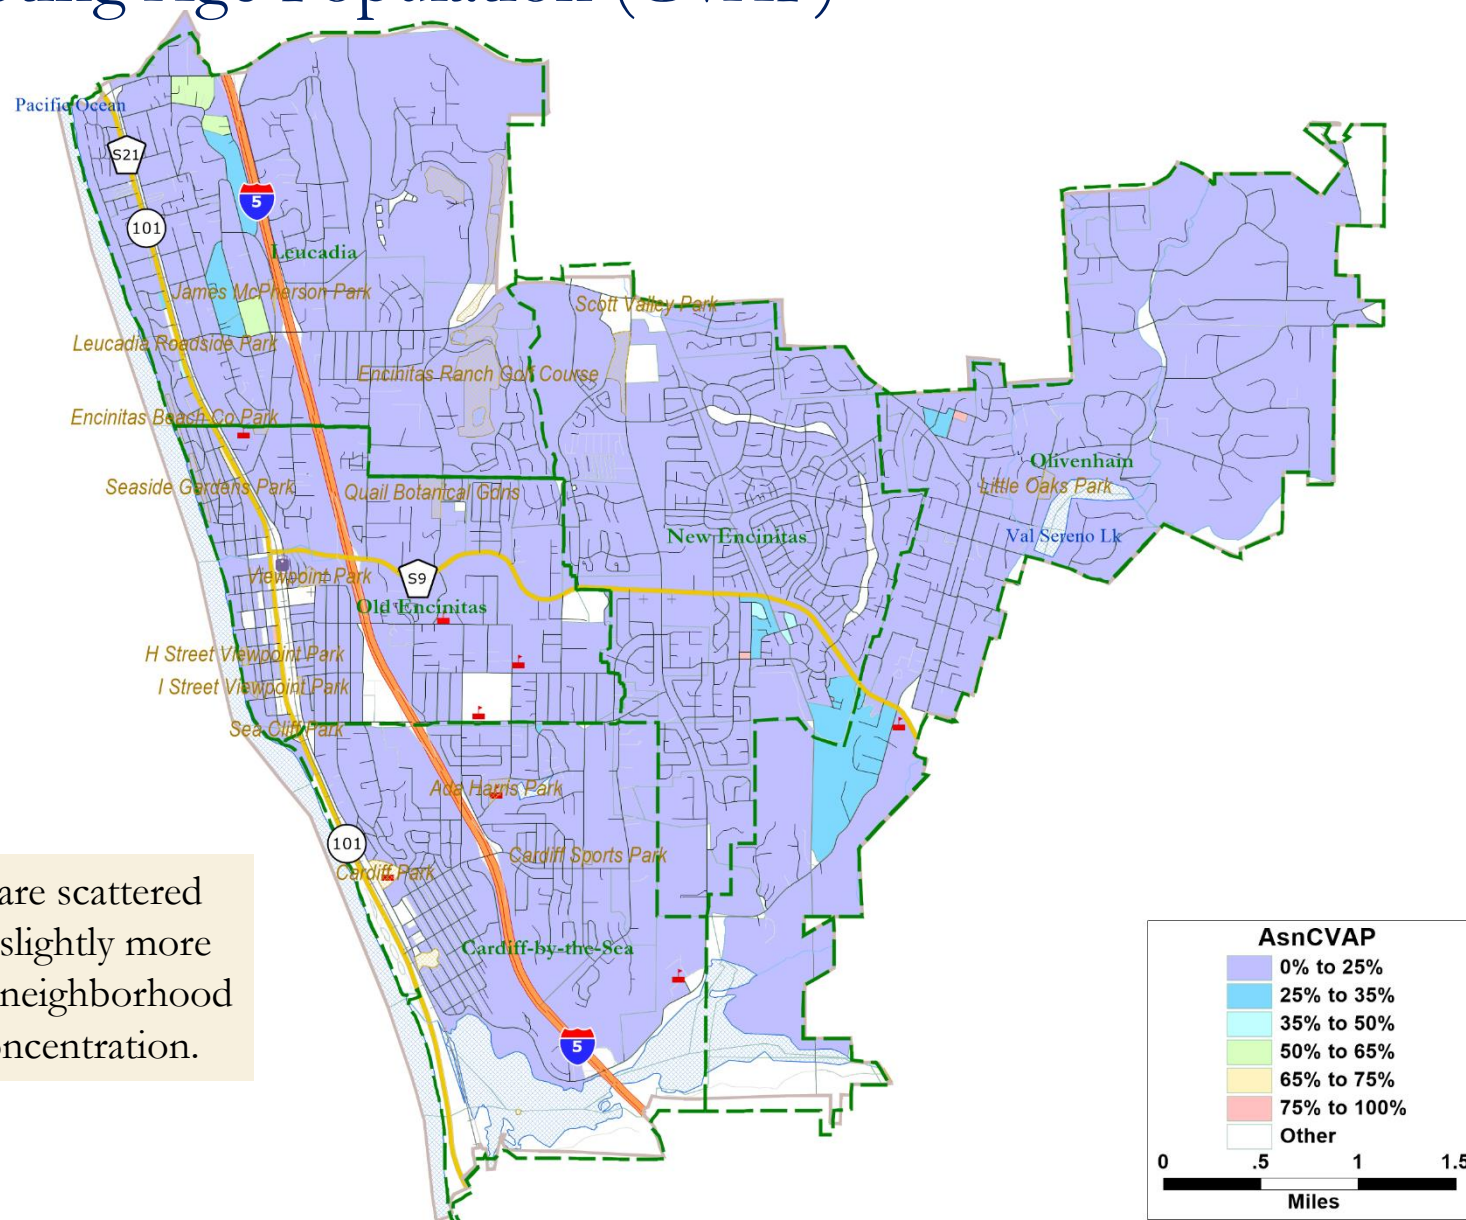 Age Population (CVAP)
Pacific Ocean
S21
5
101
Leucadia
James McPherson Park
Scott Valley Park
Leucadia Roadside Park
Encinitas Ranch Golf Course
Encinitas Beach Co Park
Olivenhain
Seaside Gardens Park
Quail Botanical Gdns
Little Oaks Park
New Encinitas
Val Sereno Lk
Viewpoint Park
S9
Old Encinitas
H Street Viewpoint Park
I Street Viewpoint Park
Sea Cliff Park
Ada Harris Park
101
Cardiff Sports Park
Cardiff Park
are scattered
slightly more
neighborhood
Cardiff-by-the-Sea
5
AsnCVAP
0% to 25%
25% to 35%
35% to 50%
50% to 65%
65% to 75%
75% to 100%
Other
0 .5 1 1.5
Miles